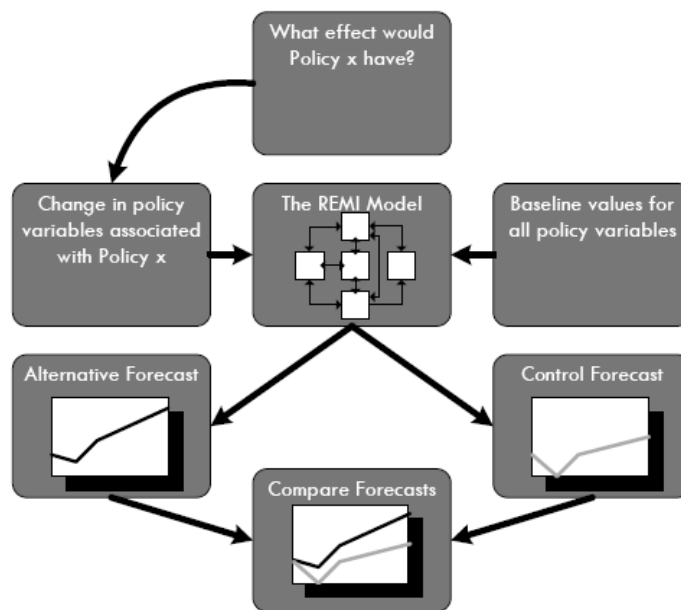 What effect would
Policy x have?
Change in policy
variables associated
with Policy x
The REMI Model
Baseline values for
all policy variables
Alternative Forecast
Control Forecast
Compare Forecasts